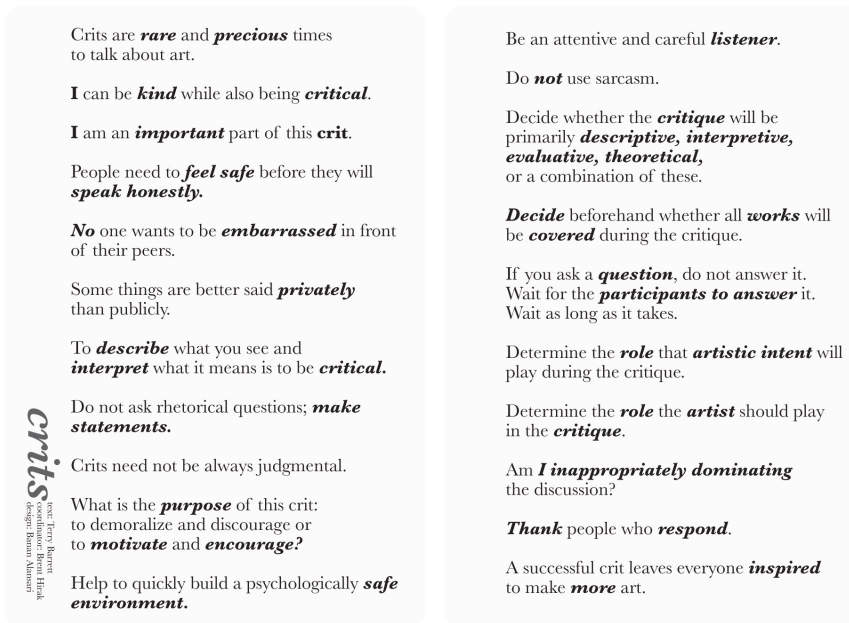 Crits are rare and precious times
to talk about art.
I can be kind while also being critical.
I am an important part of this crit.
People need to feel safe before they will
speak honestly.
No one wants to be embarrassed in front
of their peers.
Some things are better said privately
than publicly.
To describe what you see and
interpret what it means is to be critical.
Do not ask rhetorical questions; make
statements.
Crits need not be always judgmental.
What is the purpose of this crit:
to demoralize and discourage or
to motivate and encourage?
Help to quickly build a psychologically safe
environment.
crits
text: Terry Barrett
coordinator: Brent Hirak
design: Banan Alansari
Be an attentive and careful listener.
Do not use sarcasm.
Decide whether the critique will be
primarily descriptive, interpretive,
evaluative, theoretical,
or a combination of these.
Decide beforehand whether all works will
be covered during the critique.
If you ask a question, do not answer it.
Wait for the participants to answer it.
Wait as long as it takes.
Determine the role that artistic intent will
play during the critique.
Determine the role the artist should play
in the critique.
Am I inappropriately dominating
the discussion?
Thank people who respond.
A successful crit leaves everyone inspired
to make more art.